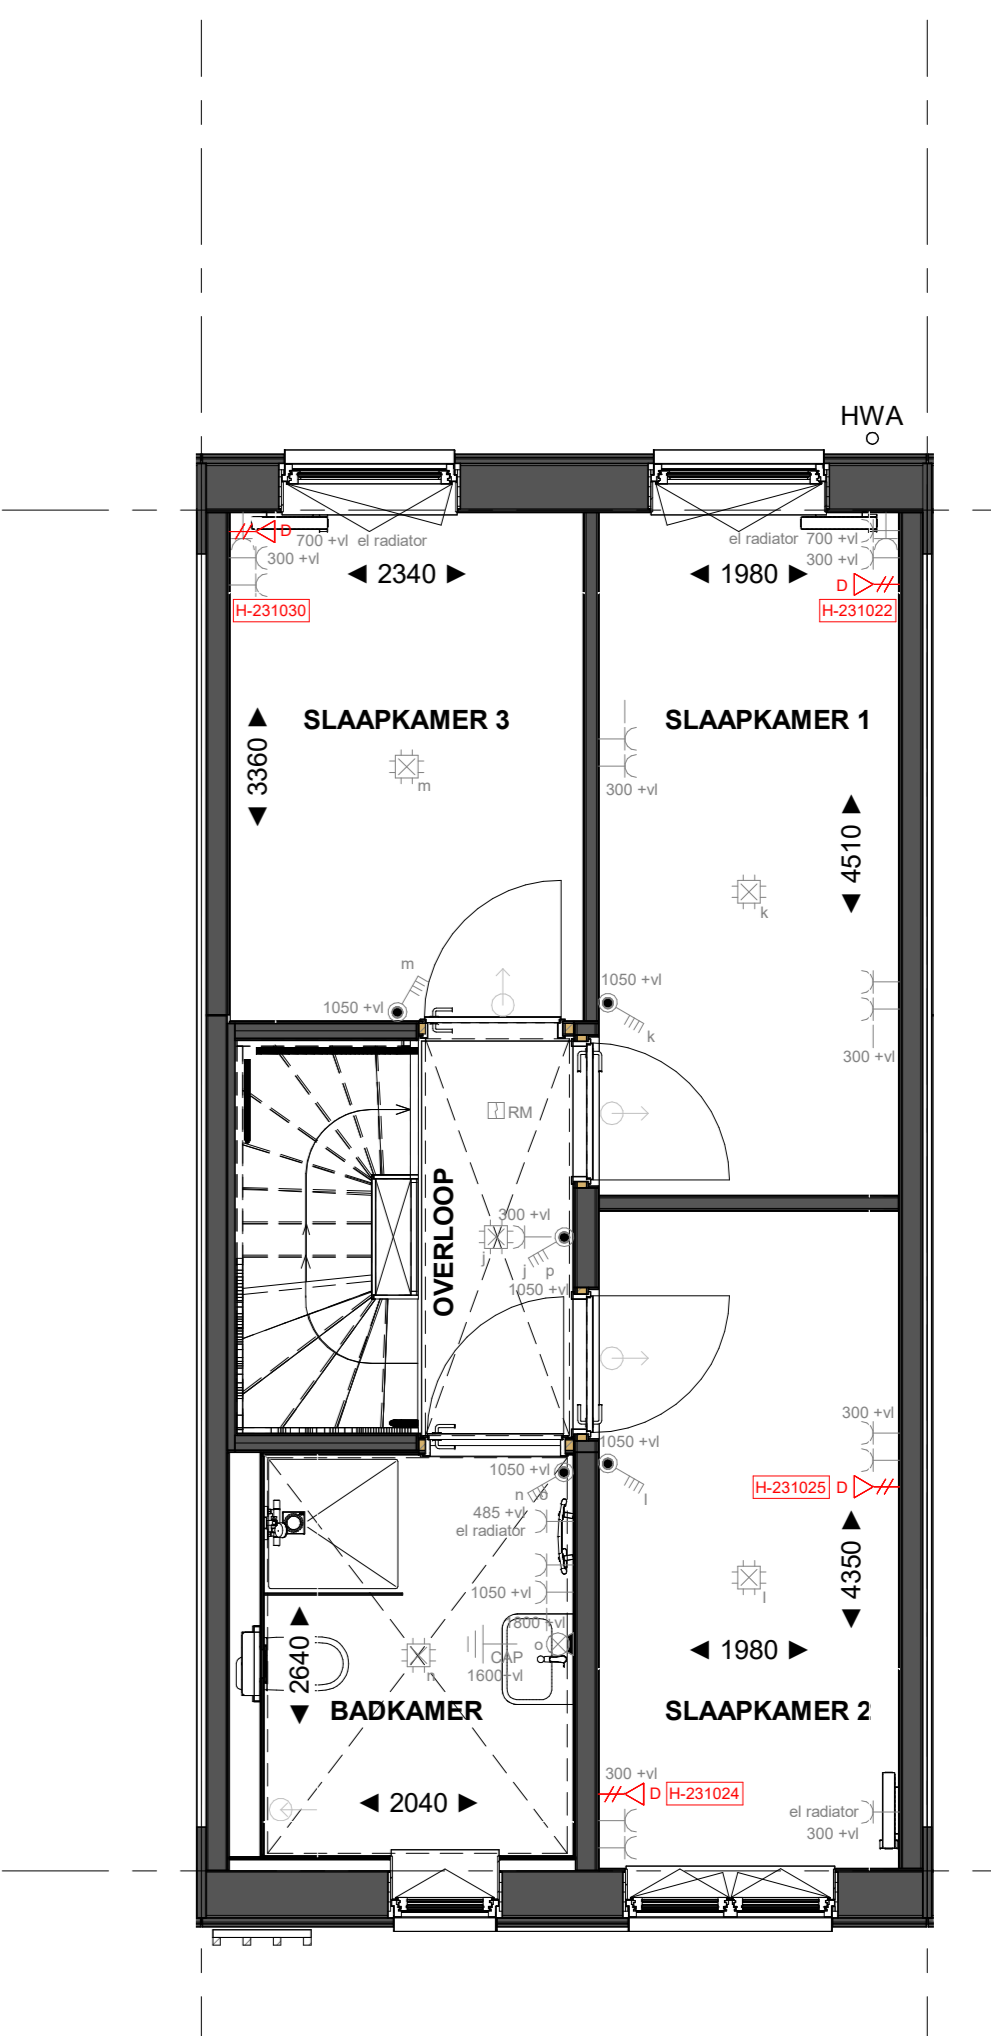 HWA
D
700 +vl el radiator
300 +vl
H-231030
◄ 2340 ►
el radiator 700 +vl
300 +vl
◄ 1980 ►
D
H-231022
SLAAPKAMER 3
◄ 3360 ►
m
SLAAPKAMER 1
300 +vl
◄ 4510 ►
k
m
1050 +vl
1050 +vl
k
300 +vl
RM
OVERLOOP
300 +vl
j
j p
1050 +vl
300 +vl
1050 +vl
l
H-231025 D
◄ 4350 ►
l
◄ 1980 ►
SLAAPKAMER 2
300 +vl
D H-231024
el radiator
300 +vl
1050 +vl
n o
485 +vl
el radiator
1050 +vl
1800 +vl
o
CAP
1600+vl
n
◄ 2640 ►
BADKAMER
◄ 2040 ►